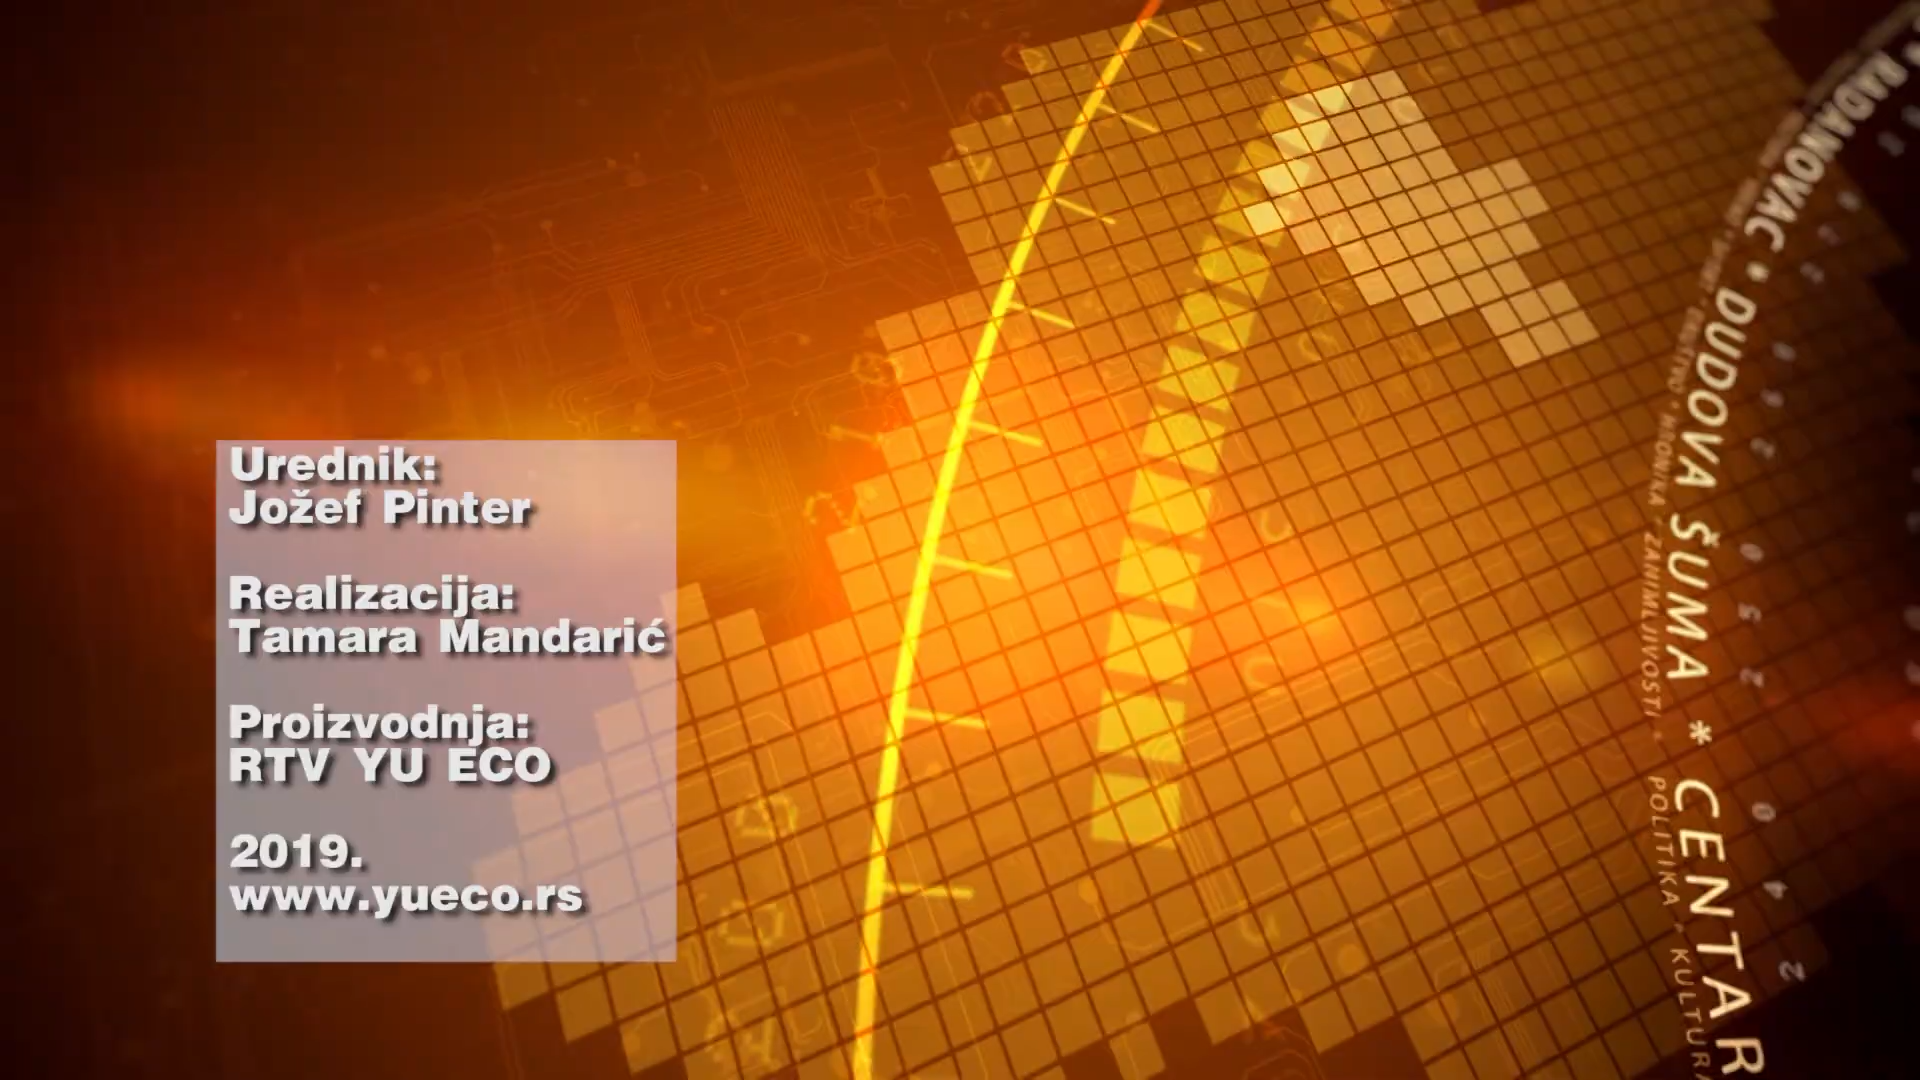 Urednik:
Jožef Pinter
Realizacija:
Tamara Mandarić
Proizvodnja:
RTV YU ECO
2019.
www.yueco.rs
RADANOVAC * DUDOVA ŠUMA * CENTAR
HRONIKA * ZANIMLJIVOSTI *
POLITIKA * KULTURA